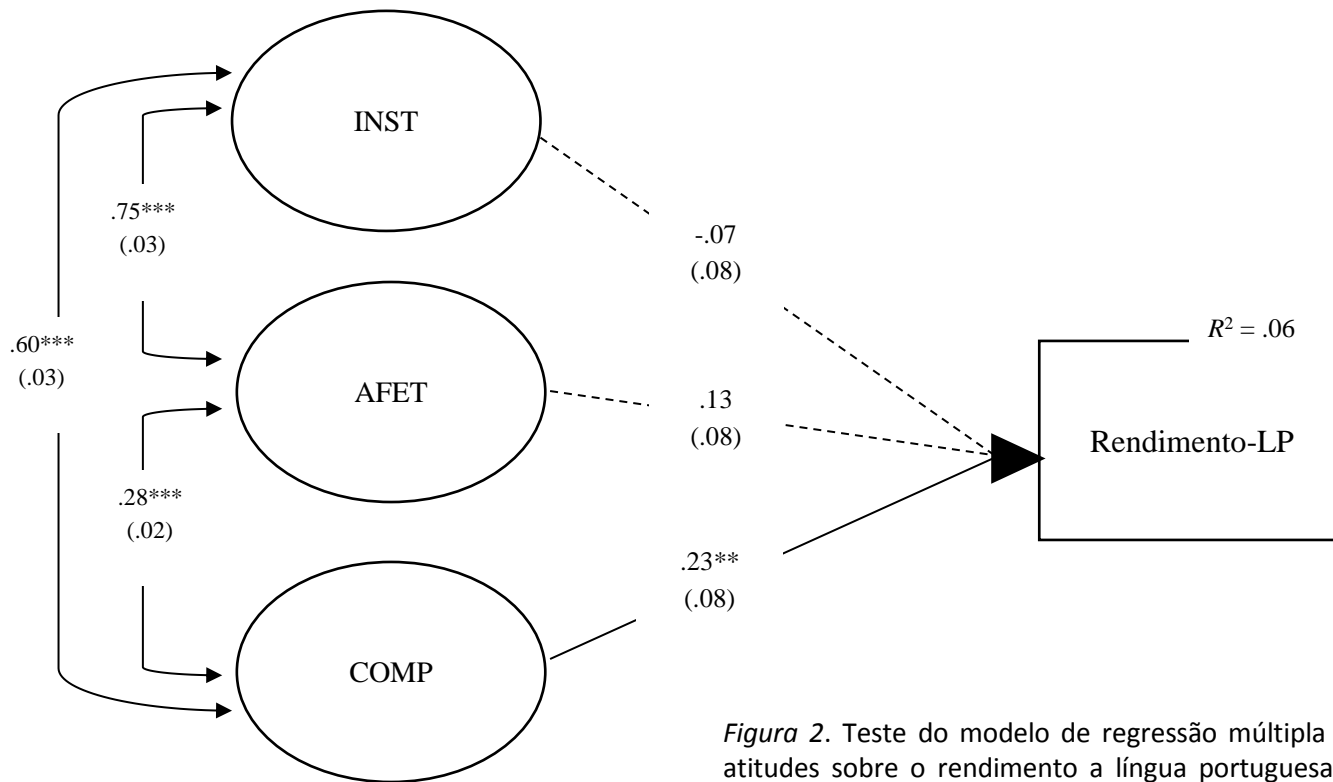 INST
.75***
(.03)
-.07
(.08)
R² = .06
.60***
(.03)
AFET
.13
(.08)
Rendimento-LP
.28***
(.02)
.23**
(.08)
COMP
Figura 2. Teste do modelo de regressão múltipla
atitudes sobre o rendimento a língua portuguesa